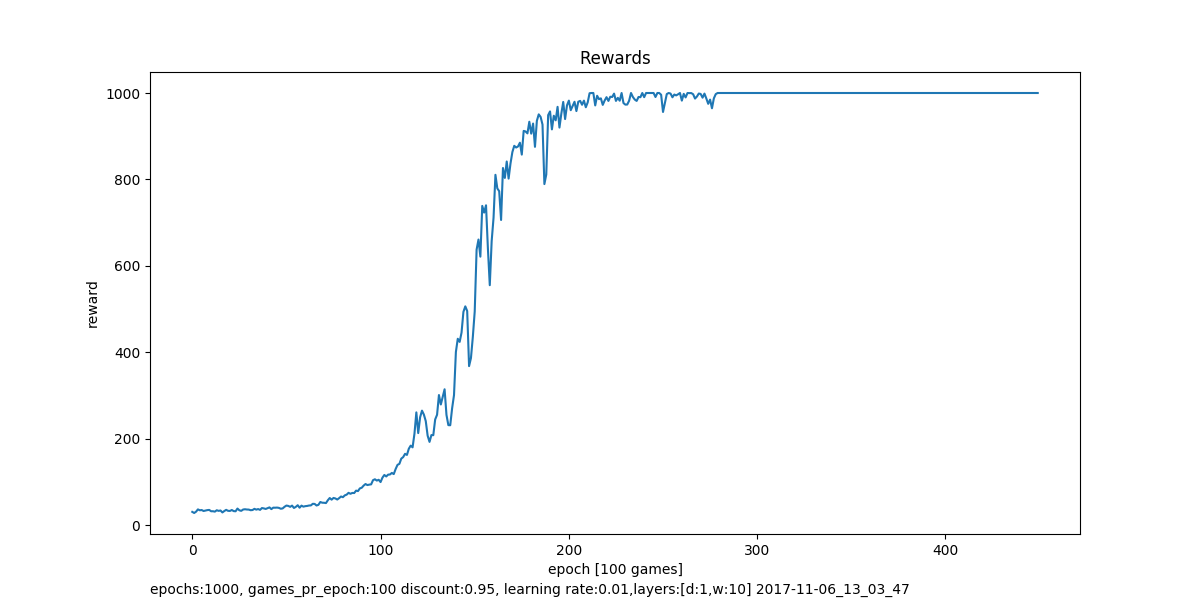 Rewards
1000
800
600
400
200
0
reward
0 100 200 300 400
epoch [100 games]
epochs:1000, games_pr_epoch:100 discount:0.95, learning rate:0.01,layers:[d:1,w:10] 2017-11-06_13_03_47